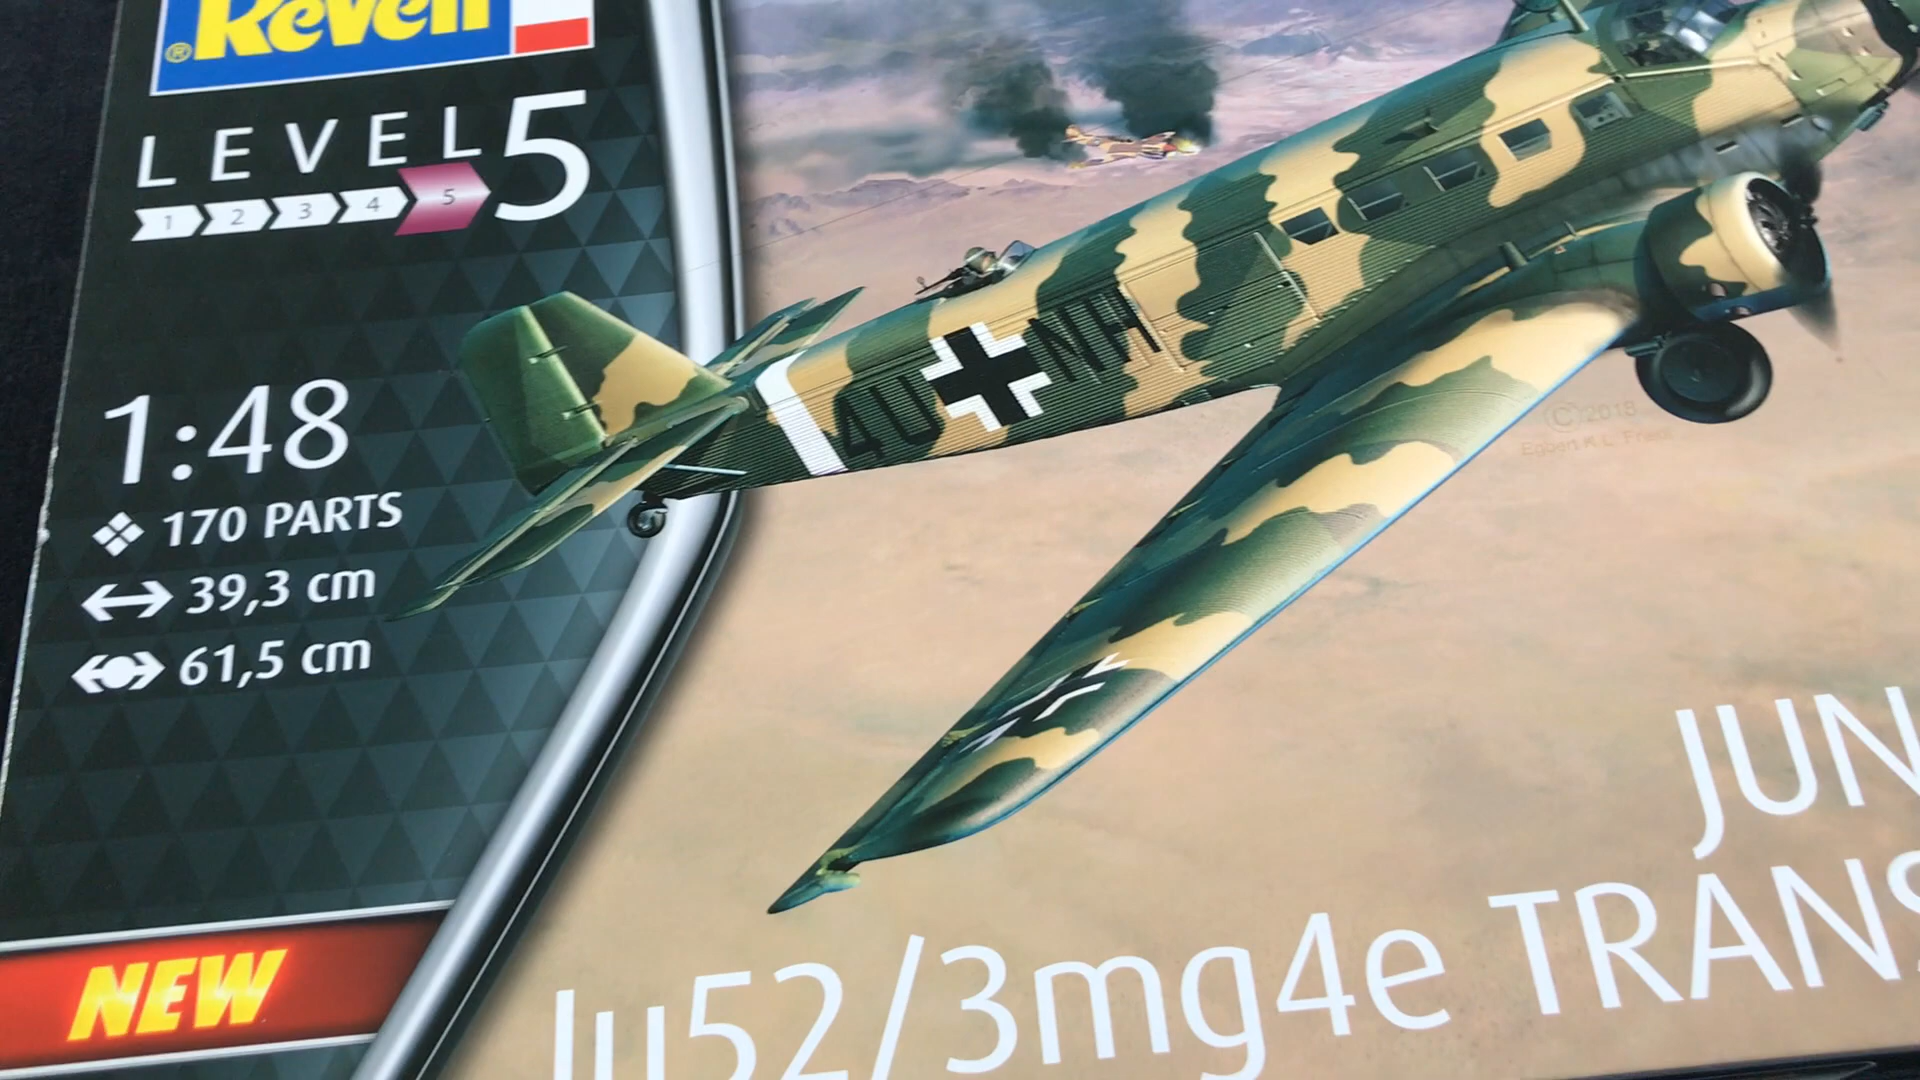 ® Revell
LEVEL 5
1 2 3 4 5
1:48
170 PARTS
39,3 cm
61,5 cm
NEW
4U NH
©2018
JUN
Ju52/3mg4e TRANS